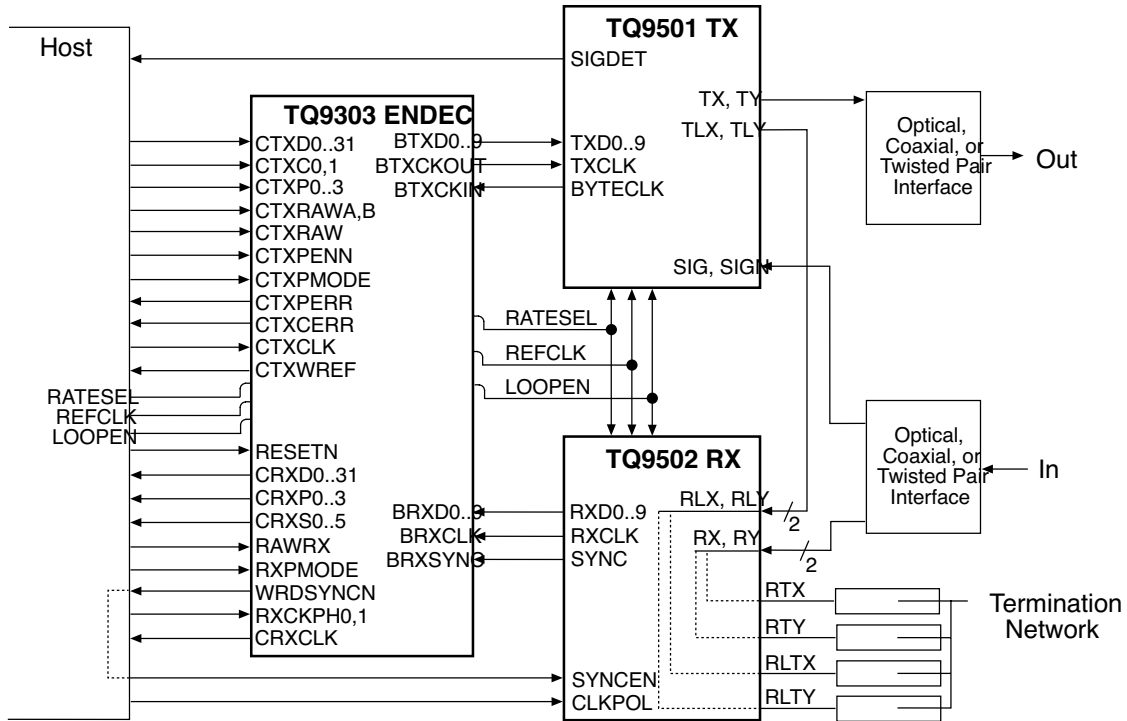 Host
TQ9501 TX
SIGDET
TX, TY
TLX, TLY
TXD0..9
TXCLK
BYTECLK
SIG, SIGN
Optical,
Coaxial, or
Twisted Pair
Interface
Out
TQ9303 ENDEC
CTXD0..31
CTXC0,1
CTXP0..3
CTXRAWA,B
CTXRAW
CTXPENN
CTXPMODE
CTXPERR
CTXCERR
CTXCLK
CTXWREF
BTXD0..9
BTXCKOUT
BTXCKIN
RATESEL
REFCLK
LOOPEN
RATESEL
REFCLK
LOOPEN
RESETN
CRXD0..31
CRXP0..3
CRXS0..5
RAWRX
RXPMODE
WRDSYNCN
RXCKPH0,1
CRXCLK
BRXD0..9
BRXCLK
BRXSYNC
TQ9502 RX
RLX, RLY
2
RXD0..9
RXCLK
SYNC
RX, RY
2
RTX
RTY
RLTX
RLTY
SYNCEN
CLKPOL
Optical,
Coaxial, or
Twisted Pair
Interface
In
Termination
Network